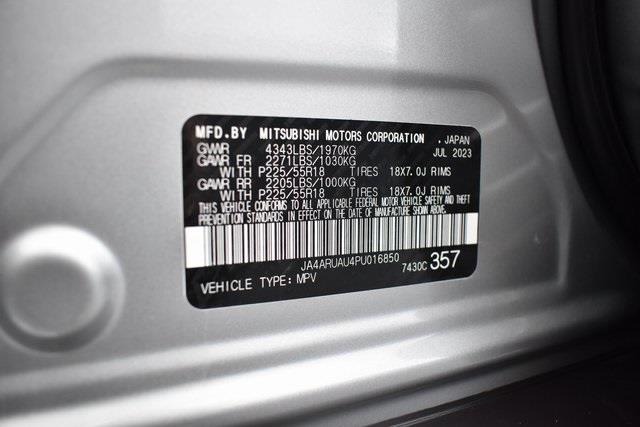 MFD.BY MITSUBISHI MOTORS CORPORATION .JAPAN
GVWR 4343LBS/1970KG JUL 2023
GAWR FR 2271LBS/1030KG
WITH P225/55R18 TIRES 18X7.0J RIMS
GAWR RR 2205LBS/1000KG
WITH P225/55R18 TIRES 18X7.0J RIMS
THIS VEHICLE CONFORMS TO ALL APPLICABLE FEDERAL MOTOR VEHICLE SAFETY AND THEFT
PREVENTION STANDARDS IN EFFECT ON THE DATE OF MANUFACTURE SHOWN ABOVE.
JA4ARUAU4PU016850
7430C 357
VEHICLE TYPE: MPV